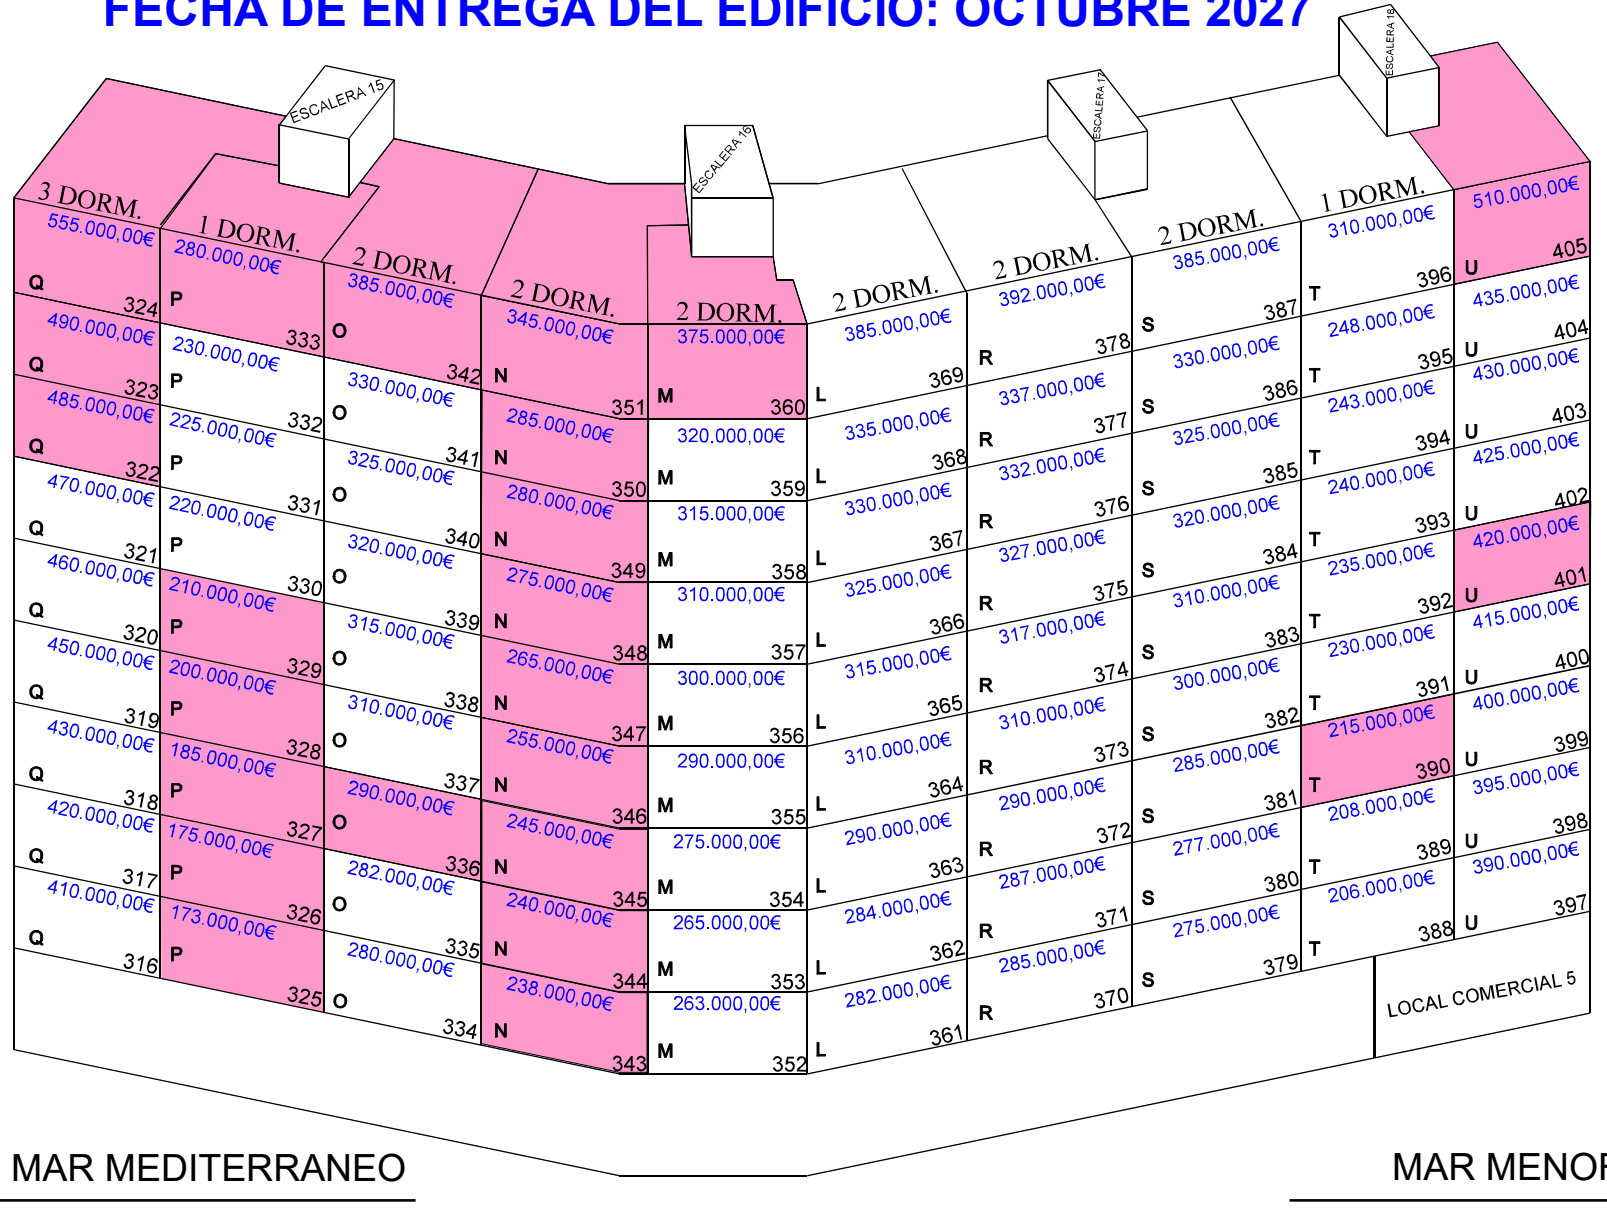 FECHA DE ENTREGA DEL EDIFICIO: OCTUBRE 2027
ESCALERA 15
ESCALERA 16
ESCALERA 17
ESCALERA 18
3 DORM.
555.000,00€
Q
324
490.000,00€
Q
323
485.000,00€
Q
322
470.000,00€
Q
321
460.000,00€
Q
320
450.000,00€
Q
319
430.000,00€
Q
318
420.000,00€
Q
317
410.000,00€
Q
316
1 DORM.
280.000,00€
P
333
230.000,00€
P
332
225.000,00€
P
331
220.000,00€
P
330
210.000,00€
P
329
200.000,00€
P
328
185.000,00€
P
327
175.000,00€
P
326
173.000,00€
P
325
2 DORM.
385.000,00€
O
342
330.000,00€
O
341
325.000,00€
O
340
320.000,00€
O
339
315.000,00€
O
338
310.000,00€
O
337
290.000,00€
O
336
282.000,00€
O
335
280.000,00€
O
334
2 DORM.
345.000,00€
N
351
285.000,00€
N
350
280.000,00€
N
349
275.000,00€
N
348
265.000,00€
N
347
255.000,00€
N
346
245.000,00€
N
345
240.000,00€
N
344
238.000,00€
N
343
2 DORM.
375.000,00€
M
360
320.000,00€
M
359
315.000,00€
M
358
310.000,00€
M
357
300.000,00€
M
356
290.000,00€
M
355
275.000,00€
M
354
265.000,00€
M
353
263.000,00€
M
352
2 DORM.
385.000,00€
L
369
335.000,00€
L
368
330.000,00€
L
367
325.000,00€
L
366
315.000,00€
L
365
310.000,00€
L
364
290.000,00€
L
363
284.000,00€
L
362
282.000,00€
L
361
2 DORM.
392.000,00€
R
378
337.000,00€
R
377
332.000,00€
R
376
327.000,00€
R
375
317.000,00€
R
374
310.000,00€
R
373
290.000,00€
R
372
287.000,00€
R
371
285.000,00€
R
370
2 DORM.
385.000,00€
S
387
330.000,00€
S
386
325.000,00€
S
385
320.000,00€
S
384
310.000,00€
S
383
300.000,00€
S
382
285.000,00€
S
381
277.000,00€
S
380
275.000,00€
S
379
1 DORM.
310.000,00€
T
396
248.000,00€
T
395
243.000,00€
T
394
240.000,00€
T
393
235.000,00€
T
392
230.000,00€
T
391
215.000,00€
T
390
208.000,00€
T
389
206.000,00€
T
388
510.000,00€
U
405
435.000,00€
U
404
430.000,00€
U
403
425.000,00€
U
402
420.000,00€
U
401
415.000,00€
U
400
400.000,00€
U
399
395.000,00€
U
398
390.000,00€
U
397
LOCAL COMERCIAL 5
MAR MEDITERRANEO
MAR MENOR